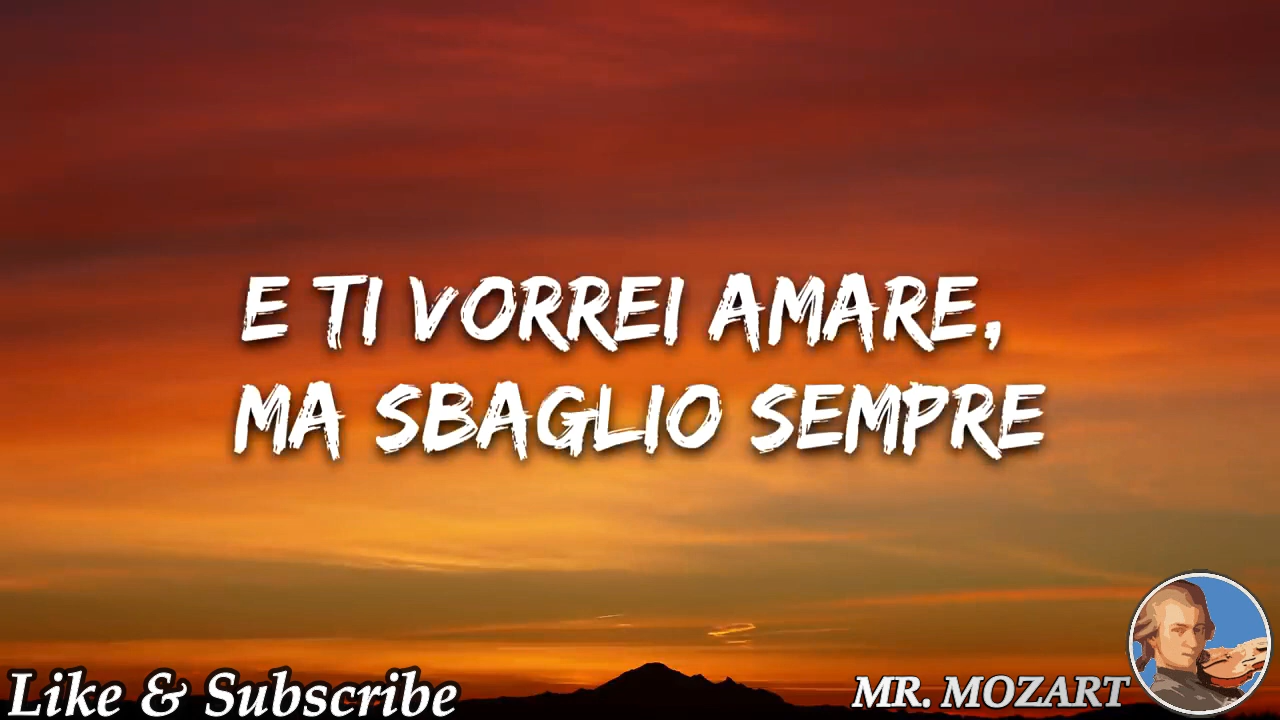 E TI VORREI AMARE,
MA SBAGLIO SEMPRE
Like & Subscribe
MR. MOZART